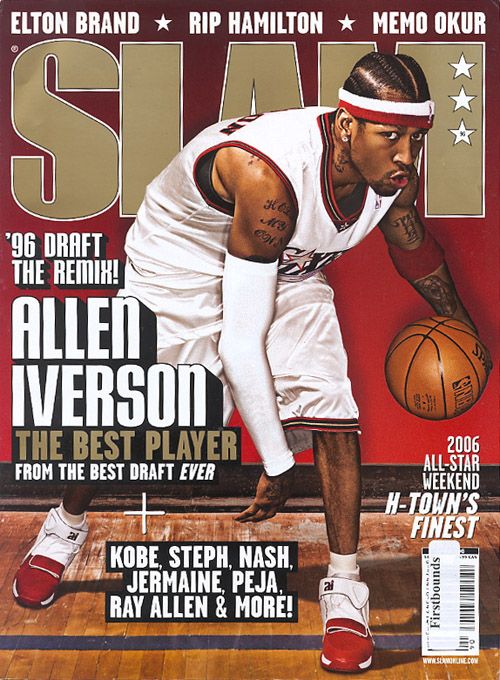 ELTON BRAND ★ RIP HAMILTON ★ MEMO OKUR
SLAM
96
'96 DRAFT
THE REMIX!
ALLEN
IVERSON
THE BEST PLAYER
FROM THE BEST DRAFT EVER
+
KOBE, STEPH, NASH,
JERMAINE, PEJA,
RAY ALLEN & MORE!
2006
ALL-STAR
WEEKEND
H-TOWN'S
FINEST
Firstbounds
WWW.SLAMONLINE.COM